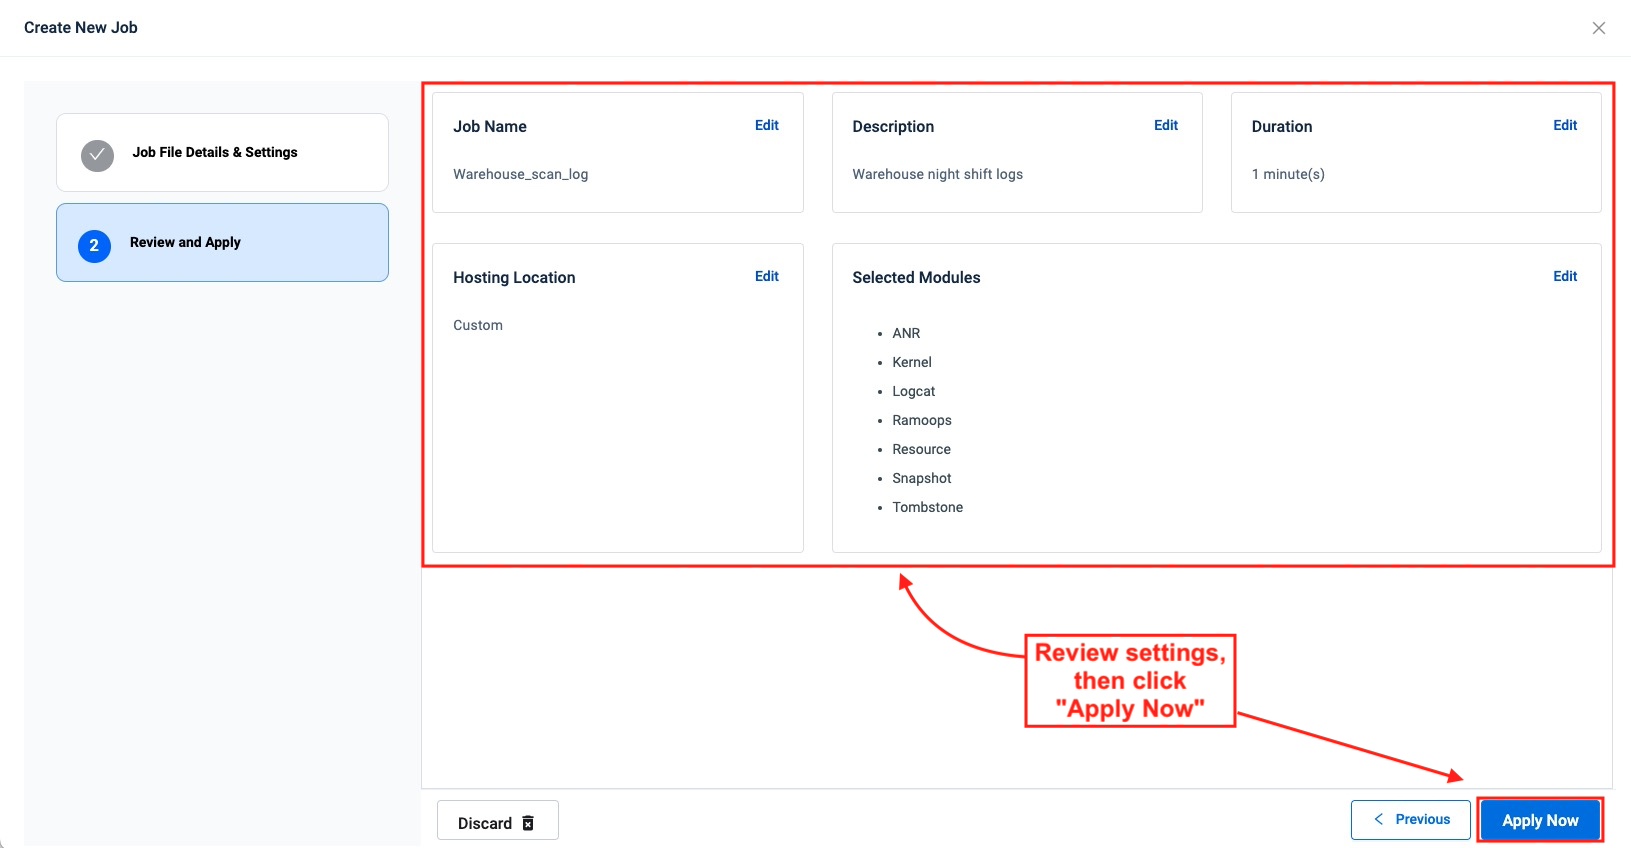 Create New Job
Job File Details & Settings
2 Review and Apply
Job Name Edit
Warehouse_scan_log
Description Edit
Warehouse night shift logs
Duration Edit
1 minute(s)
Hosting Location Edit
Custom
Selected Modules Edit
ANR
Kernel
Logcat
Ramoops
Resource
Snapshot
Tombstone
Review settings,
then click
"Apply Now"
Discard
Previous
Apply Now